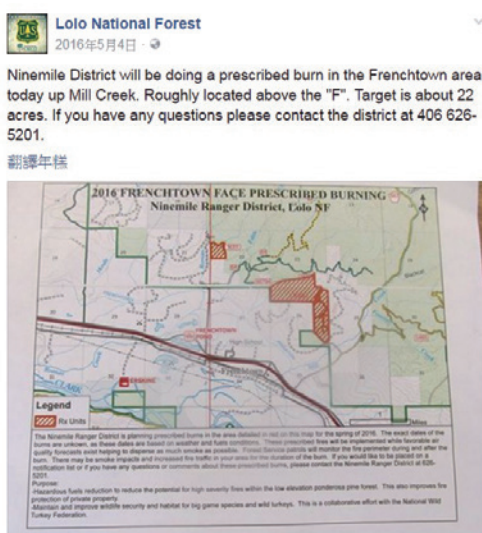 Lolo National Forest
2016年5月4日
Ninemile District will be doing a prescribed burn in the Frenchtown area
today up Mill Creek. Roughly located above the "F". Target is about 22
acres. If you have any questions please contact the district at 406 626-
5201.
翻譯年糕
2016 FRENCHTOWN FACE PRESCRIBED BURNING
Ninemile Ranger District, Lolo NF
FRENCHTOWN
High School
Frenchtown
CLARK
Legend
Rx Units
Miles
The Ninemile Ranger District is planning prescribed burns in the area detailed in red on this map for the spring of 2016. The exact dates of the
burns are unknown, as these dates are based on weather and fuels conditions. These prescribed fires will be implemented while favorable air
quality forecasts exist helping to disperse as much smoke as possible. Forest Service patrols will monitor the fire perimeter during and after the
burn. There may be smoke impacts and increased fire traffic in your area for the duration of the burn. If you would like to be placed on a
notification list or if you have any questions or comments about these prescribed burns, please contact the Ninemile Ranger District at 626-
5201.
Purpose:
-Hazardous fuels reduction to reduce the potential for high severity fires within the low elevation ponderosa pine forest. This also improves fire
protection of private property.
-Maintain and improve wildlife security and habitat for big game species and wild turkeys. This is a collaborative effort with the National Wild
Turkey Federation.